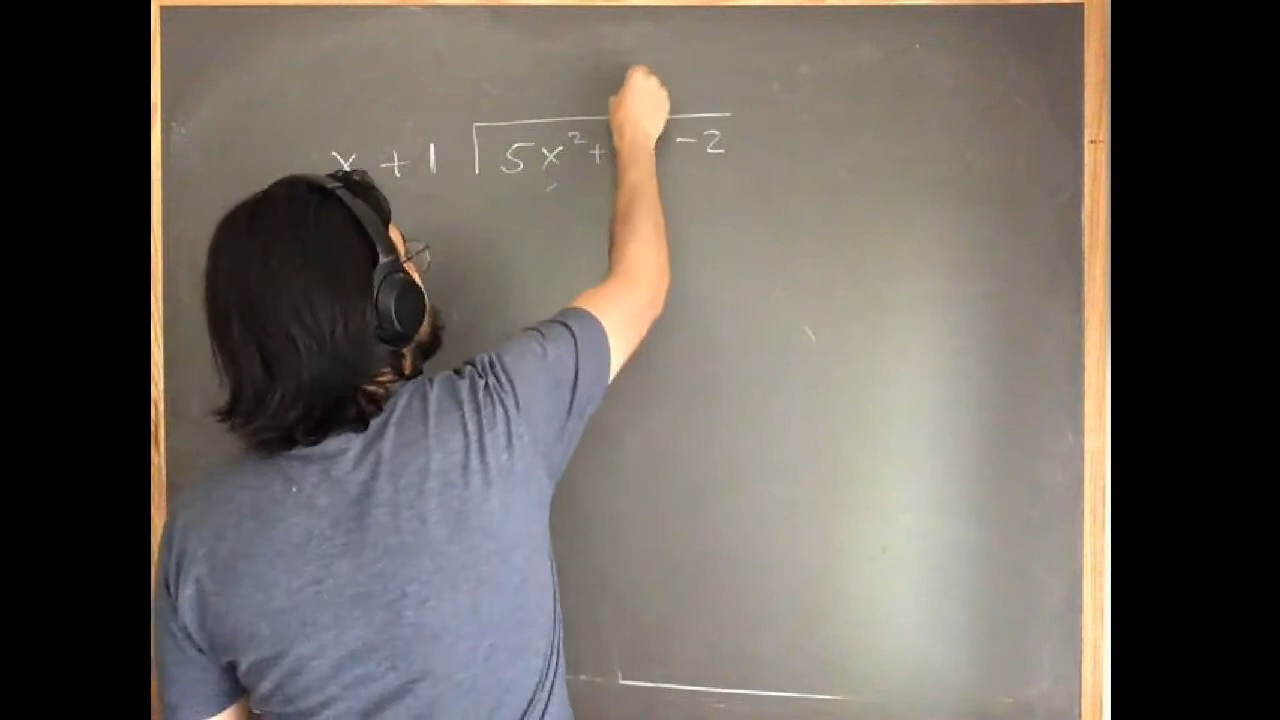 x + 1 5x² + - 2